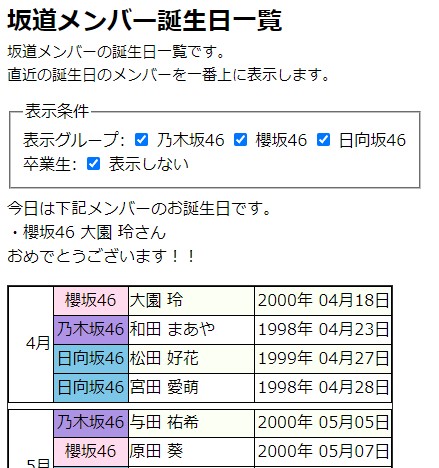 坂道メンバー誕生日一覧
坂道メンバーの誕生日一覧です。
直近の誕生日のメンバーを一番上に表示します。
表示条件
表示グループ: 乃木坂46 櫻坂46 日向坂46
卒業生: 表示しない
今日は下記メンバーのお誕生日です。
・櫻坂46 大園 玲さん
おめでとうございます！！
4月 櫻坂46 大園 玲 2000年 04月18日
乃木坂46 和田 まあや 1998年 04月23日
日向坂46 松田 好花 1999年 04月27日
日向坂46 宮田 愛萌 1998年 04月28日
5月 乃木坂46 与田 祐希 2000年 05月05日
櫻坂46 原田 葵 2000年 05月07日